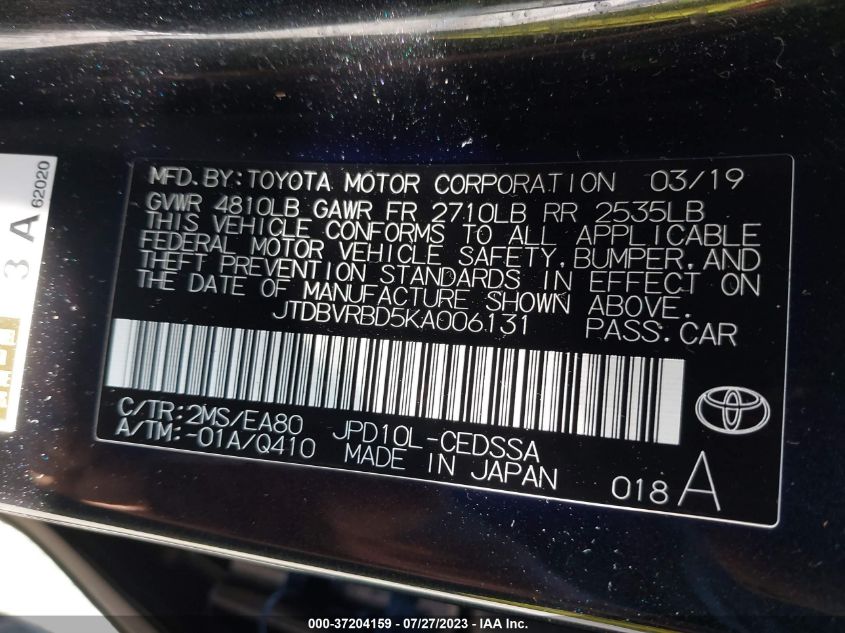 MFD.BY:TOYOTA MOTOR CORPORATION 03/19
GVWR 4810LB GAWR FR 2710LB RR 2535LB
THIS VEHICLE CONFORMS TO ALL APPLICABLE
FEDERAL MOTOR VEHICLE SAFETY,BUMPER,AND
THEFT PREVENTION STANDARDS IN EFFECT ON
THE DATE OF MANUFACTURE SHOWN ABOVE.
JTDBVRBD5KA006131 PASS.CAR
C/TR:2MS/EA80 JPD10L-CEDSSA
A/TM:-01A/Q410 MADE IN JAPAN
018A
3 A
62020
000-37204159 / 07/27/2023 - IAA Inc.